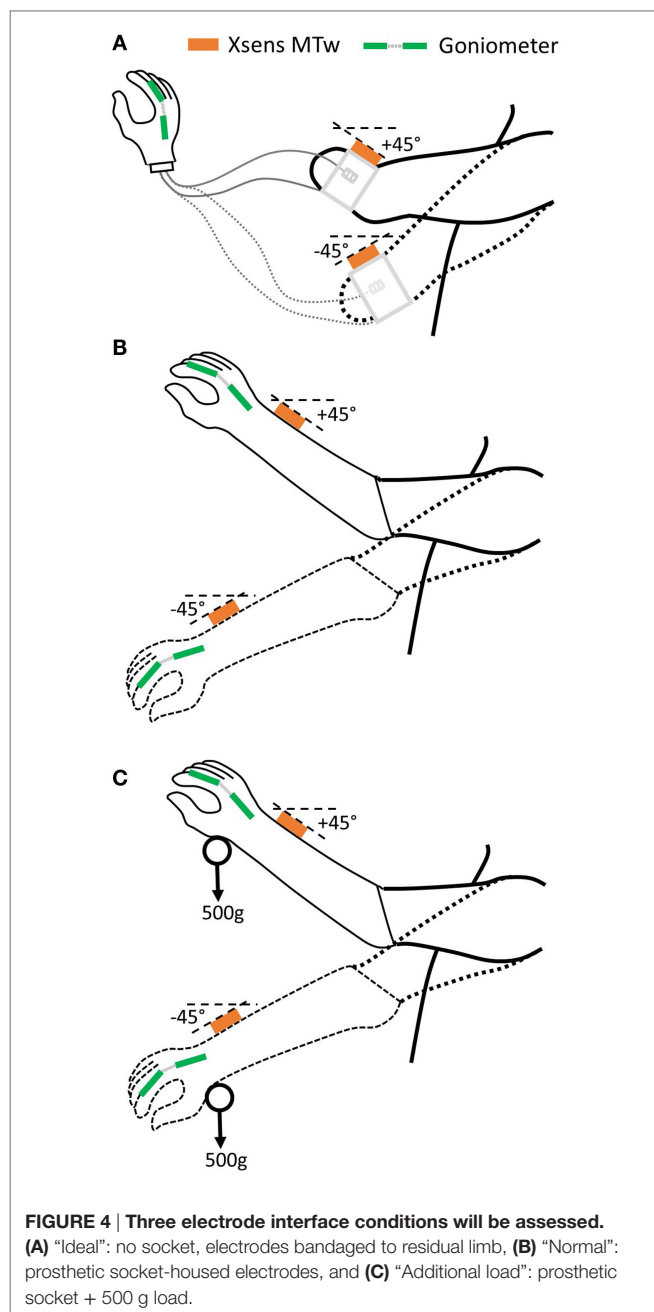 A
Xsens MTw
Goniometer
+45°
-45°
B
+45°
-45°
C
+45°
500g
-45°
500g
FIGURE 4 | Three electrode interface conditions will be assessed.
(A) “Ideal”: no socket, electrodes bandaged to residual limb, (B) “Normal”:
prosthetic socket-housed electrodes, and (C) “Additional load”: prosthetic
socket + 500 g load.